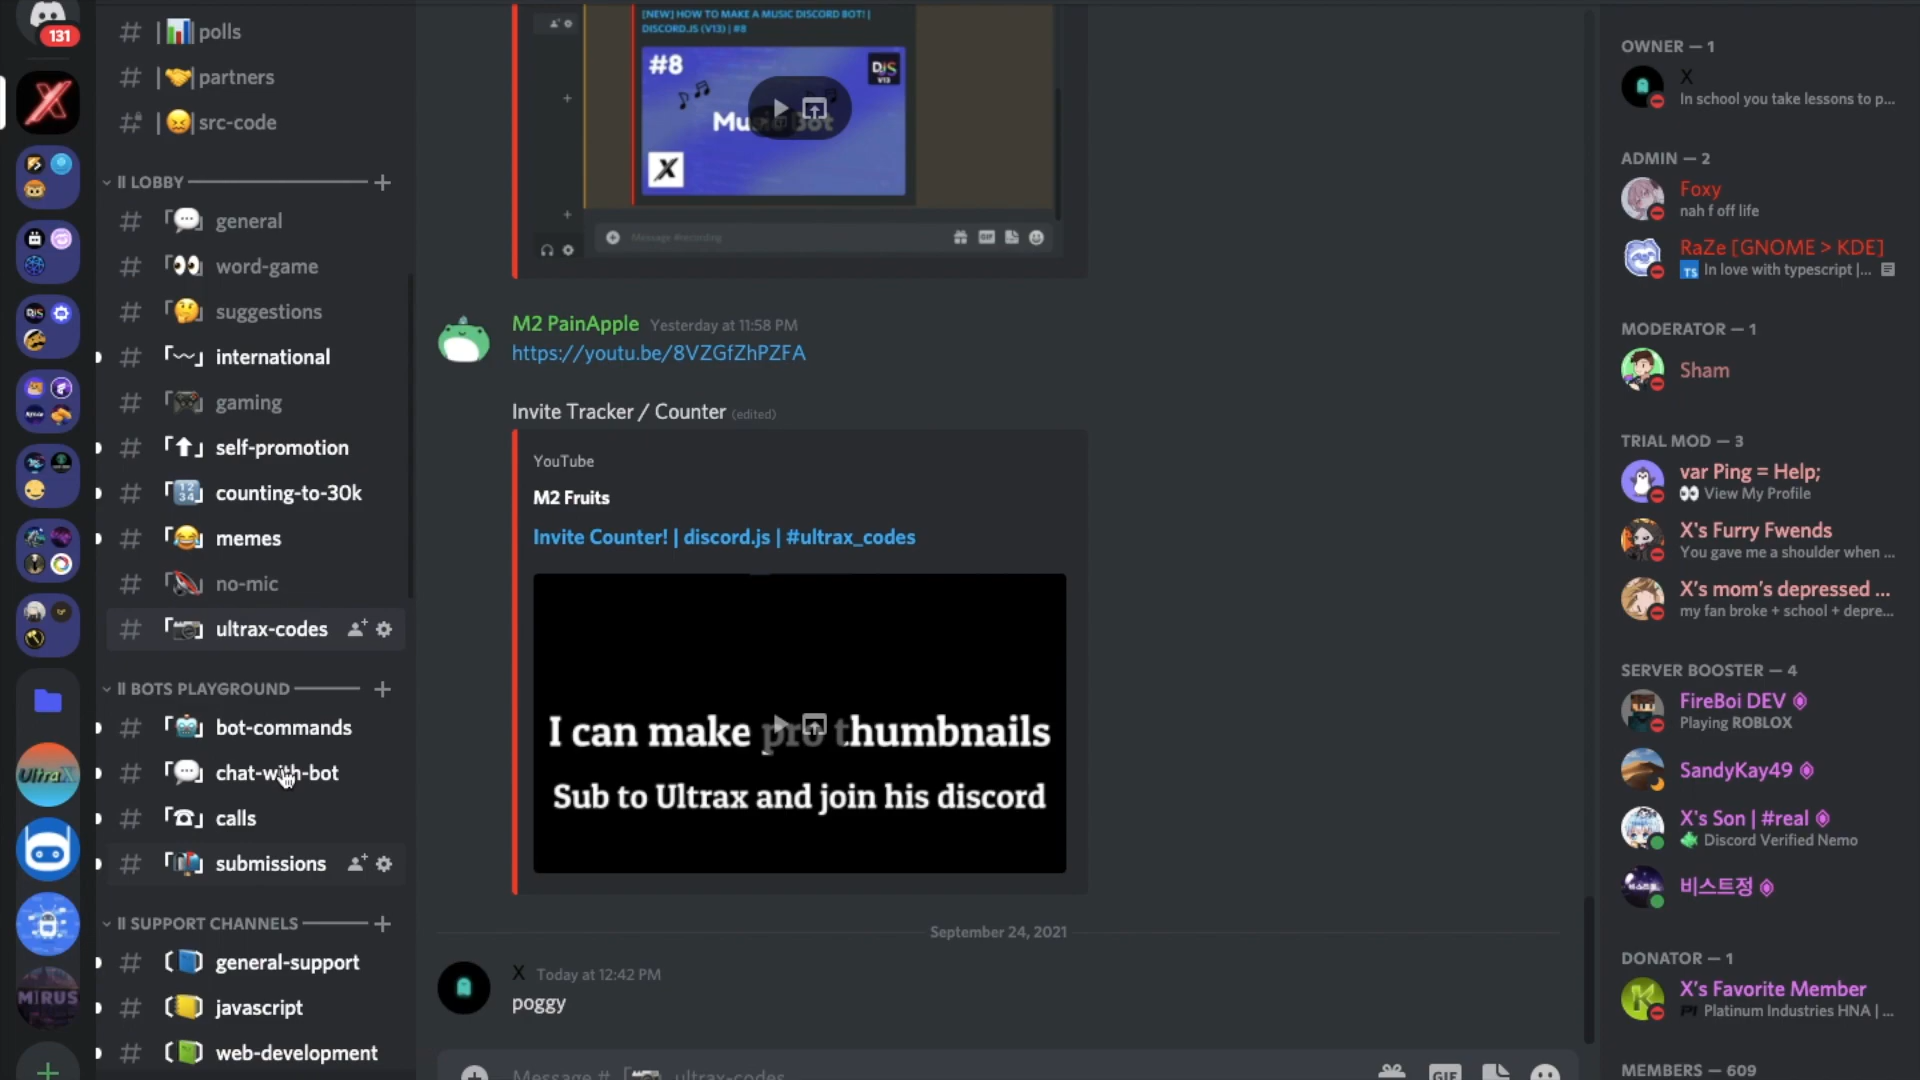 131
polls
partners
src-code
LOBBY
general
word-game
suggestions
international
gaming
self-promotion
counting-to-30k
memes
no-mic
ultrax-codes
BOTS PLAYGROUND
bot-commands
chat-with-bot
calls
submissions
SUPPORT CHANNELS
general-support
javascript
web-development
UltraX
MIRUS
[NEW] HOW TO MAKE A MUSIC DISCORD BOT! |
DISCORD.JS (V13) | #8
#8
DJS
V13
X
Message #recording
GIF
M2 PainApple Yesterday at 11:58 PM
https://youtu.be/8VZGfZhPZFA
Invite Tracker / Counter (edited)
YouTube
M2 Fruits
Invite Counter! | discord.js | #ultrax_codes
I can make pro thumbnails
Sub to Ultrax and join his discord
September 24, 2021
X Today at 12:42 PM
poggy
Message # ultrax-codes
GIF
OWNER — 1
X
In school you take lessons to p...
ADMIN — 2
Foxy
nah f off life
RaZe [GNOME > KDE]
TS In love with typescript |...
MODERATOR — 1
Sham
TRIAL MOD — 3
var Ping = Help;
View My Profile
X's Furry Fwends
You gave me a shoulder when ...
X's mom's depressed ...
my fan broke + school + depre...
SERVER BOOSTER — 4
FireBoi DEV
Playing ROBLOX
SandyKay49
X's Son | #real
Discord Verified Nemo
비스트정
DONATOR — 1
X's Favorite Member
Platinum Industries HNA | ...
MEMBERS — 609